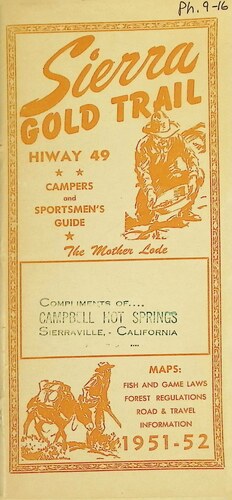 Ph. 9-16
Sierra
GOLD TRAIL
HIWAY 49
CAMPERS
and
SPORTSMEN'S
GUIDE
The Mother Lode
COMPLIMENTS OF....
CAMPBELL HOT SPRINGS
SIERRAVILLE, - CALIFORNIA
MAPS:
FISH AND GAME LAWS
FOREST REGULATIONS
ROAD & TRAVEL
INFORMATION
1951-52